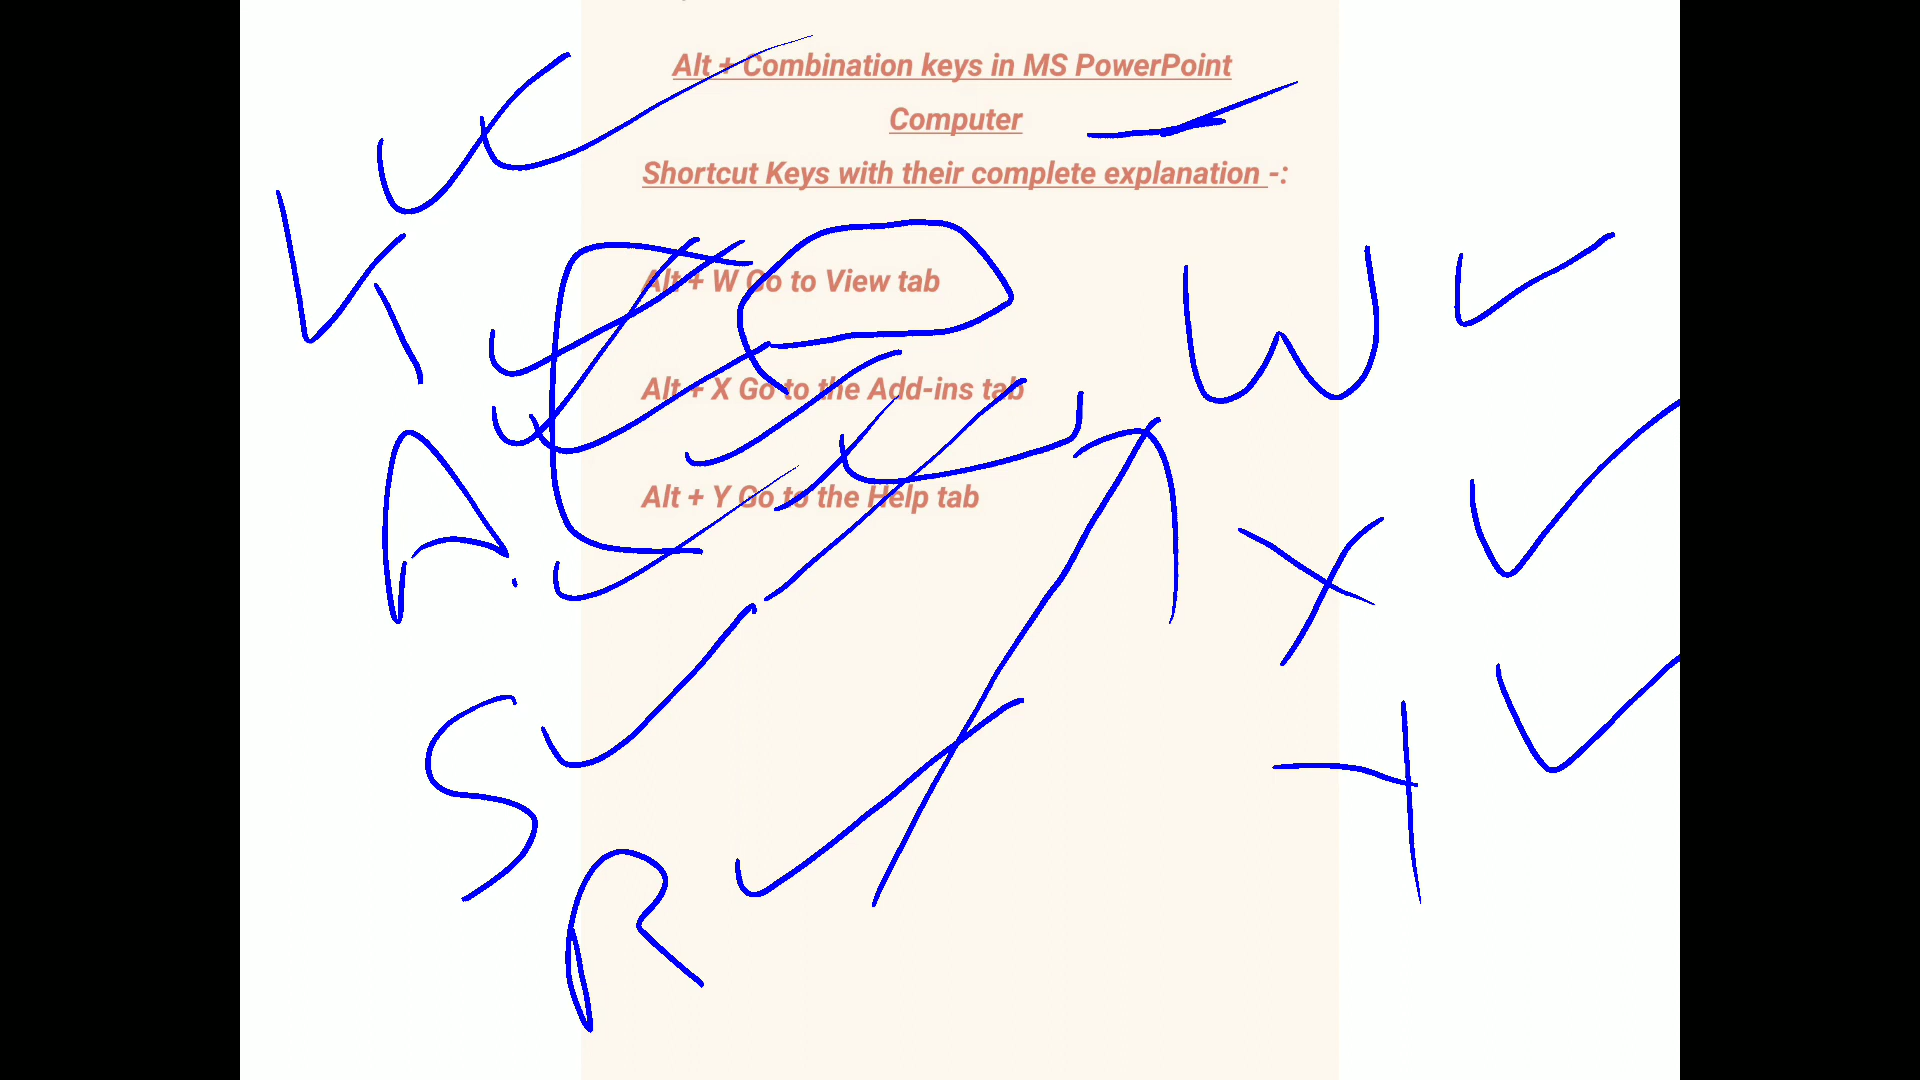 Alt + Combination keys in MS PowerPoint
Computer
Shortcut Keys with their complete explanation -:
Alt + W Go to View tab
Alt + X Go to the Add-ins tab
Alt + Y Go to the Help tab
W
K
A
X
S
R